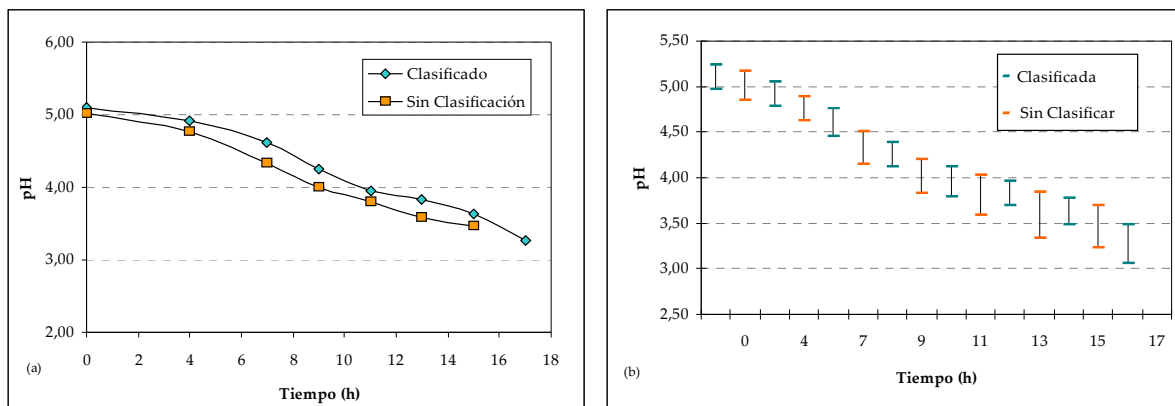 6,00
5,00
4,00
3,00
2,00
pH
Clasificado
Sin Clasificación
0 2 4 6 8 10 12 14 16 18
(a)
Tiempo (h)
5,50
5,00
4,50
4,00
3,50
3,00
2,50
pH
Clasificada
Sin Clasificar
0 4 7 9 11 13 15 17
(b)
Tiempo (h)